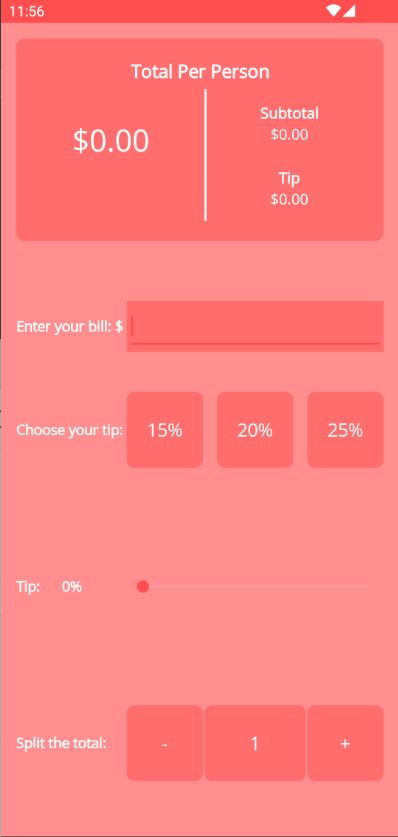 11:56
Total Per Person
$0.00
Subtotal
$0.00
Tip
$0.00
Enter your bill: $
Choose your tip: 15% 20% 25%
Tip: 0%
Split the total: - 1 +